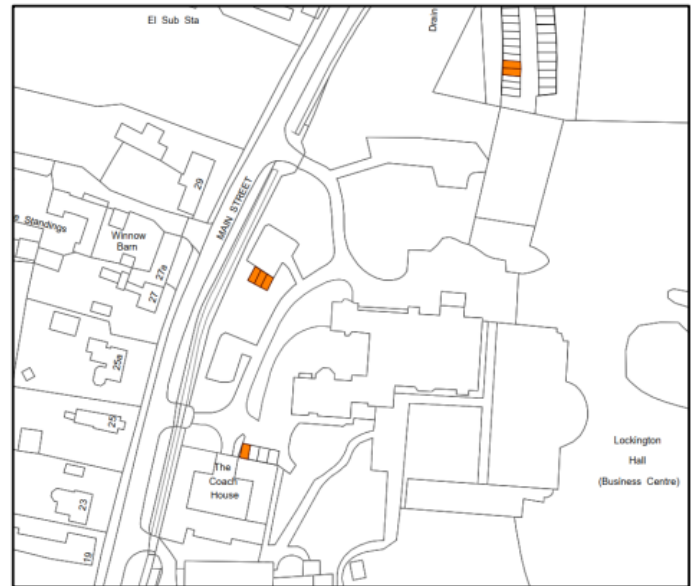 El Sub Sta
Drain
29
MAIN STREET
e Standings
Winnow
Barn
27a
27
25a
25
23
19
The
Coach
House
Lockington
Hall
(Business Centre)